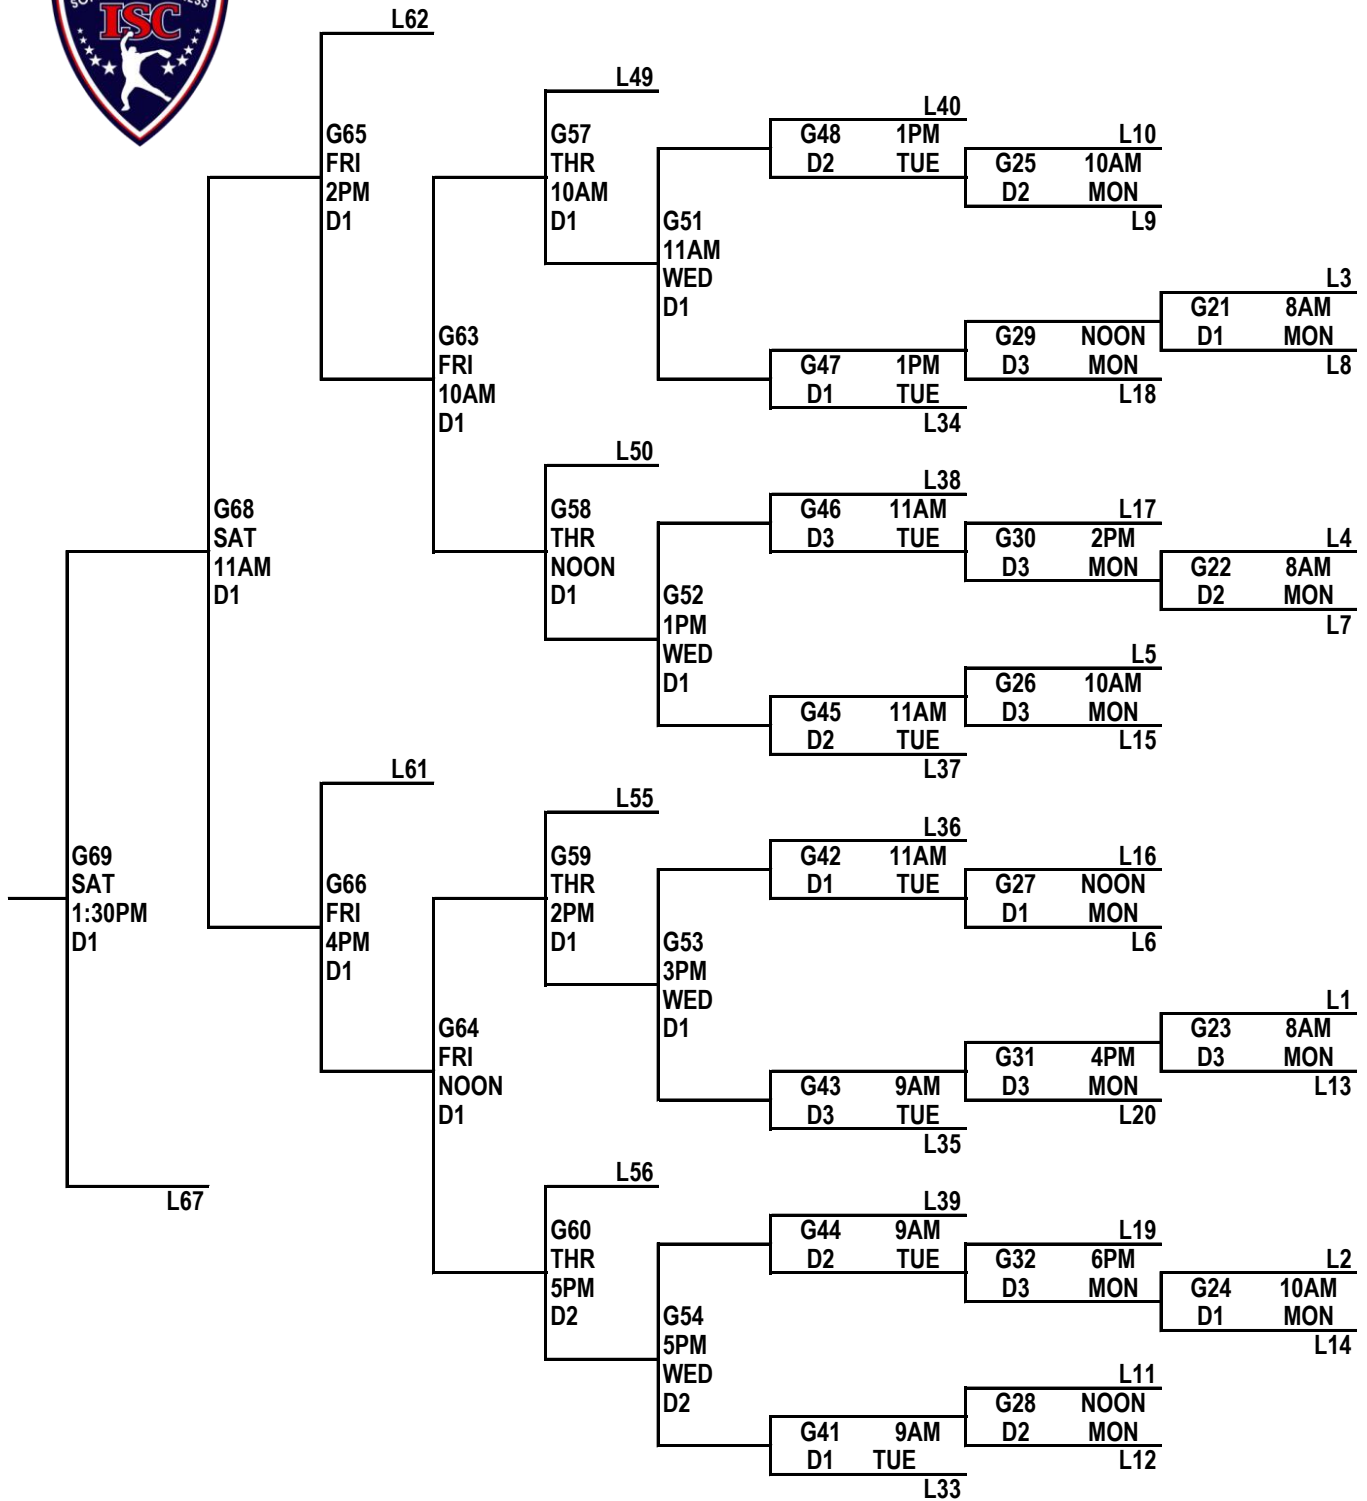 ISC
L62
G65
FRI
2PM
D1
L49
G57
THR
10AM
D1
L40
G48 1PM
D2 TUE
L10
G25 10AM
D2 MON
L9
G51
11AM
WED
D1
L3
G21 8AM
D1 MON
L8
G29 NOON
D3 MON
L18
G47 1PM
D1 TUE
L34
G63
FRI
10AM
D1
L50
G58
THR
NOON
D1
L38
G46 11AM
D3 TUE
L17
G30 2PM
D3 MON
L4
G22 8AM
D2 MON
L7
G52
1PM
WED
D1
L5
G26 10AM
D3 MON
L15
G45 11AM
D2 TUE
L37
G68
SAT
11AM
D1
L61
G66
FRI
4PM
D1
L55
G59
THR
2PM
D1
L36
G42 11AM
D1 TUE
L16
G27 NOON
D1 MON
L6
G69
SAT
1:30PM
D1
G53
3PM
WED
D1
L1
G23 8AM
D3 MON
L13
G31 4PM
D3 MON
L20
G43 9AM
D3 TUE
L35
G64
FRI
NOON
D1
L67
L56
G60
THR
5PM
D2
L39
G44 9AM
D2 TUE
L19
G32 6PM
D3 MON
L2
G24 10AM
D1 MON
L14
G54
5PM
WED
D2
L11
G28 NOON
D2 MON
L12
G41 9AM
D1 TUE
L33